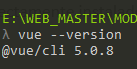 E:\WEB_MASTER\MOD
λ vue --version
@vue/cli 5.0.8